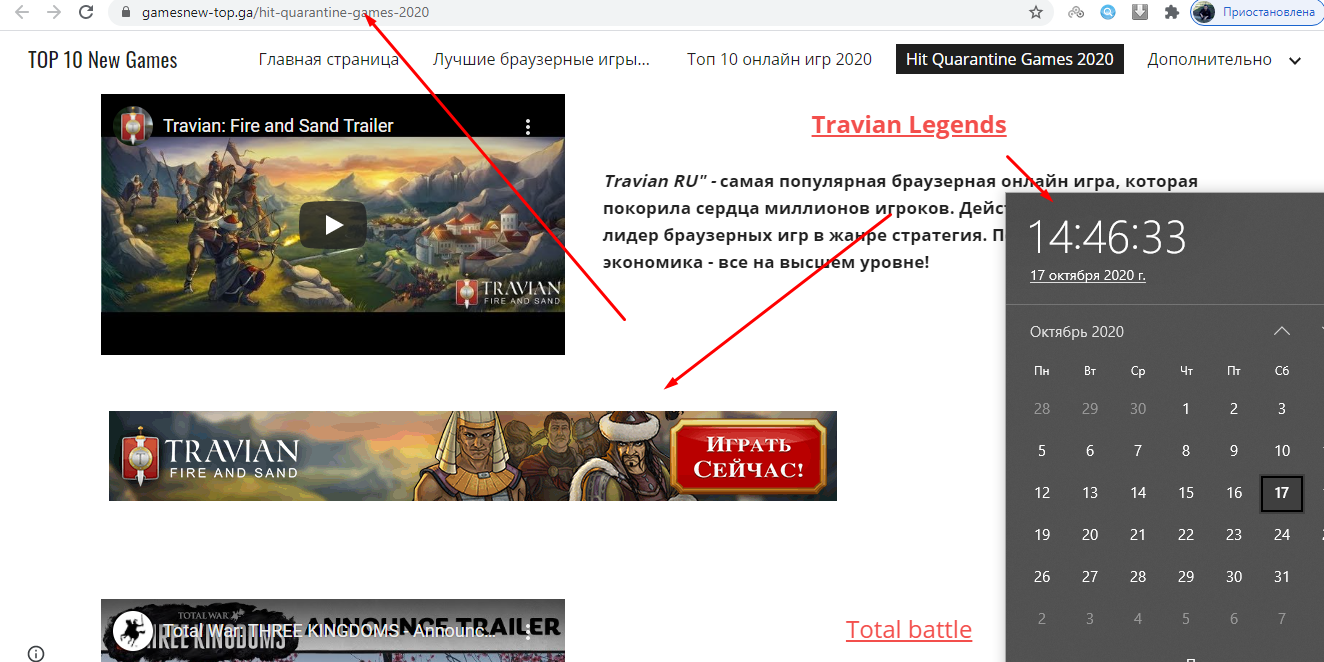 gamesnew-top.ga/hit-quarantine-games-2020
Приостановлена
TOP 10 New Games
Главная страница
Лучшие браузерные игры...
Топ 10 онлайн игр 2020
Hit Quarantine Games 2020
Дополнительно
Travian: Fire and Sand Trailer
TRAVIAN
FIRE AND SAND
Travian Legends
Travian RU" - самая популярная браузерная онлайн игра, которая
покорила сердца миллионов игроков.
лидер браузерных игр в жанре стратегия.
экономика - все на высшем уровне!
14:46:33
17 октября 2020 г.
Октябрь 2020
Пн Вт Ср Чт Пт Сб
28 29 30 1 2 3
5 6 7 8 9 10
12 13 14 15 16 17
19 20 21 22 23 24
26 27 28 29 30 31
2 3 4 5 6 7
TRAVIAN
FIRE AND SAND
Играть
Сейчас!
TOTAL WAR
THREE KINGDOMS
ANNOUNCE TRAILER
Total War: THREE KINGDOMS - Announc...
Total battle